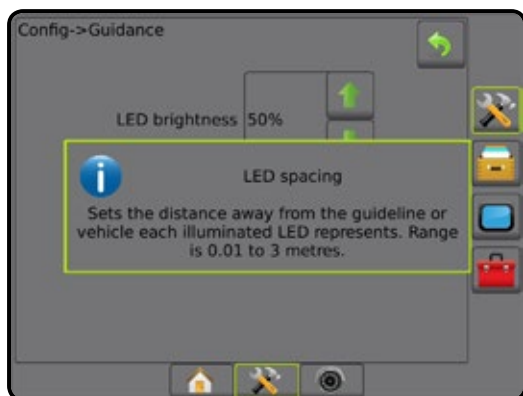 Config->Guidance
LED brightness 50%
LED spacing
Sets the distance away from the guideline or
vehicle each illuminated LED represents. Range
is 0.01 to 3 metres.